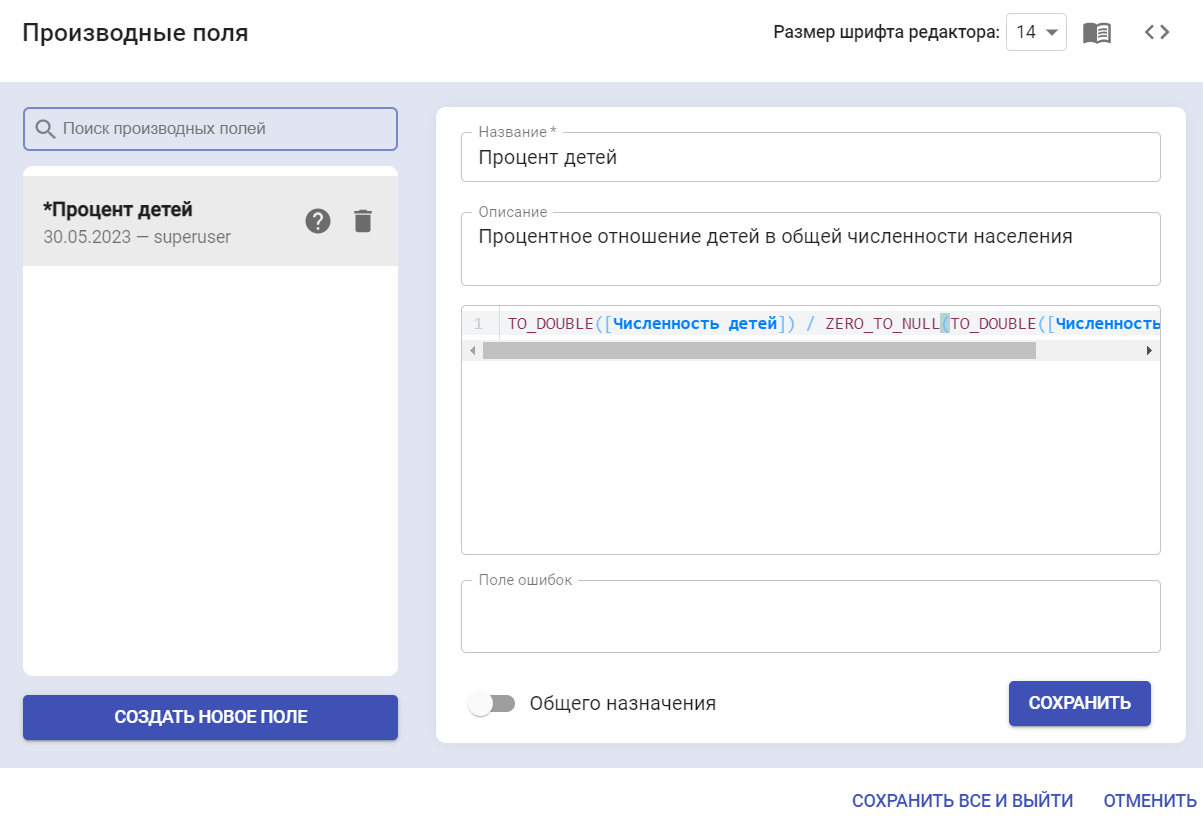 Производные поля
Размер шрифта редактора:
14
Поиск производных полей
*Процент детей
30.05.2023 — superuser
СОЗДАТЬ НОВОЕ ПОЛЕ
Название *
Процент детей
Описание
Процентное отношение детей в общей численности населения
1
TO_DOUBLE([Численность детей]) / ZERO_TO_NULL(TO_DOUBLE([Численность
Поле ошибок
Общего назначения
СОХРАНИТЬ
СОХРАНИТЬ ВСЕ И ВЫЙТИ
ОТМЕНИТЬ